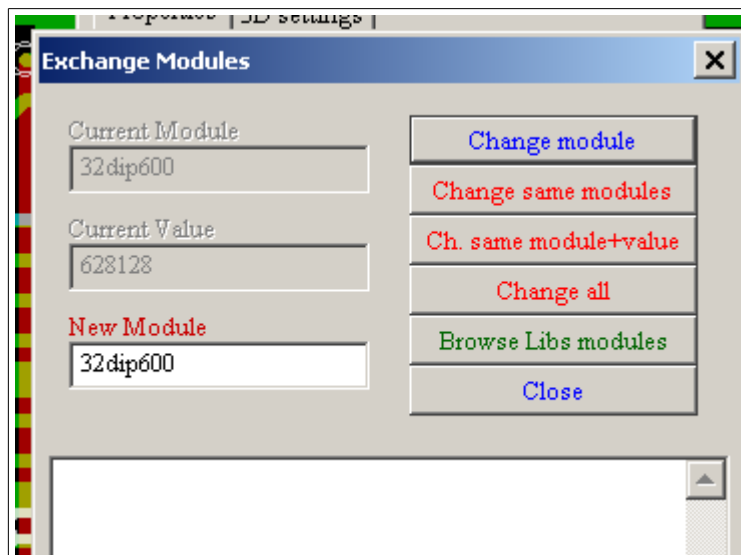 Properties 3D settings
Exchange Modules
Current Module
32dip600
Current Value
628128
New Module
32dip600
Change module
Change same modules
Ch. same module+value
Change all
Browse Libs modules
Close